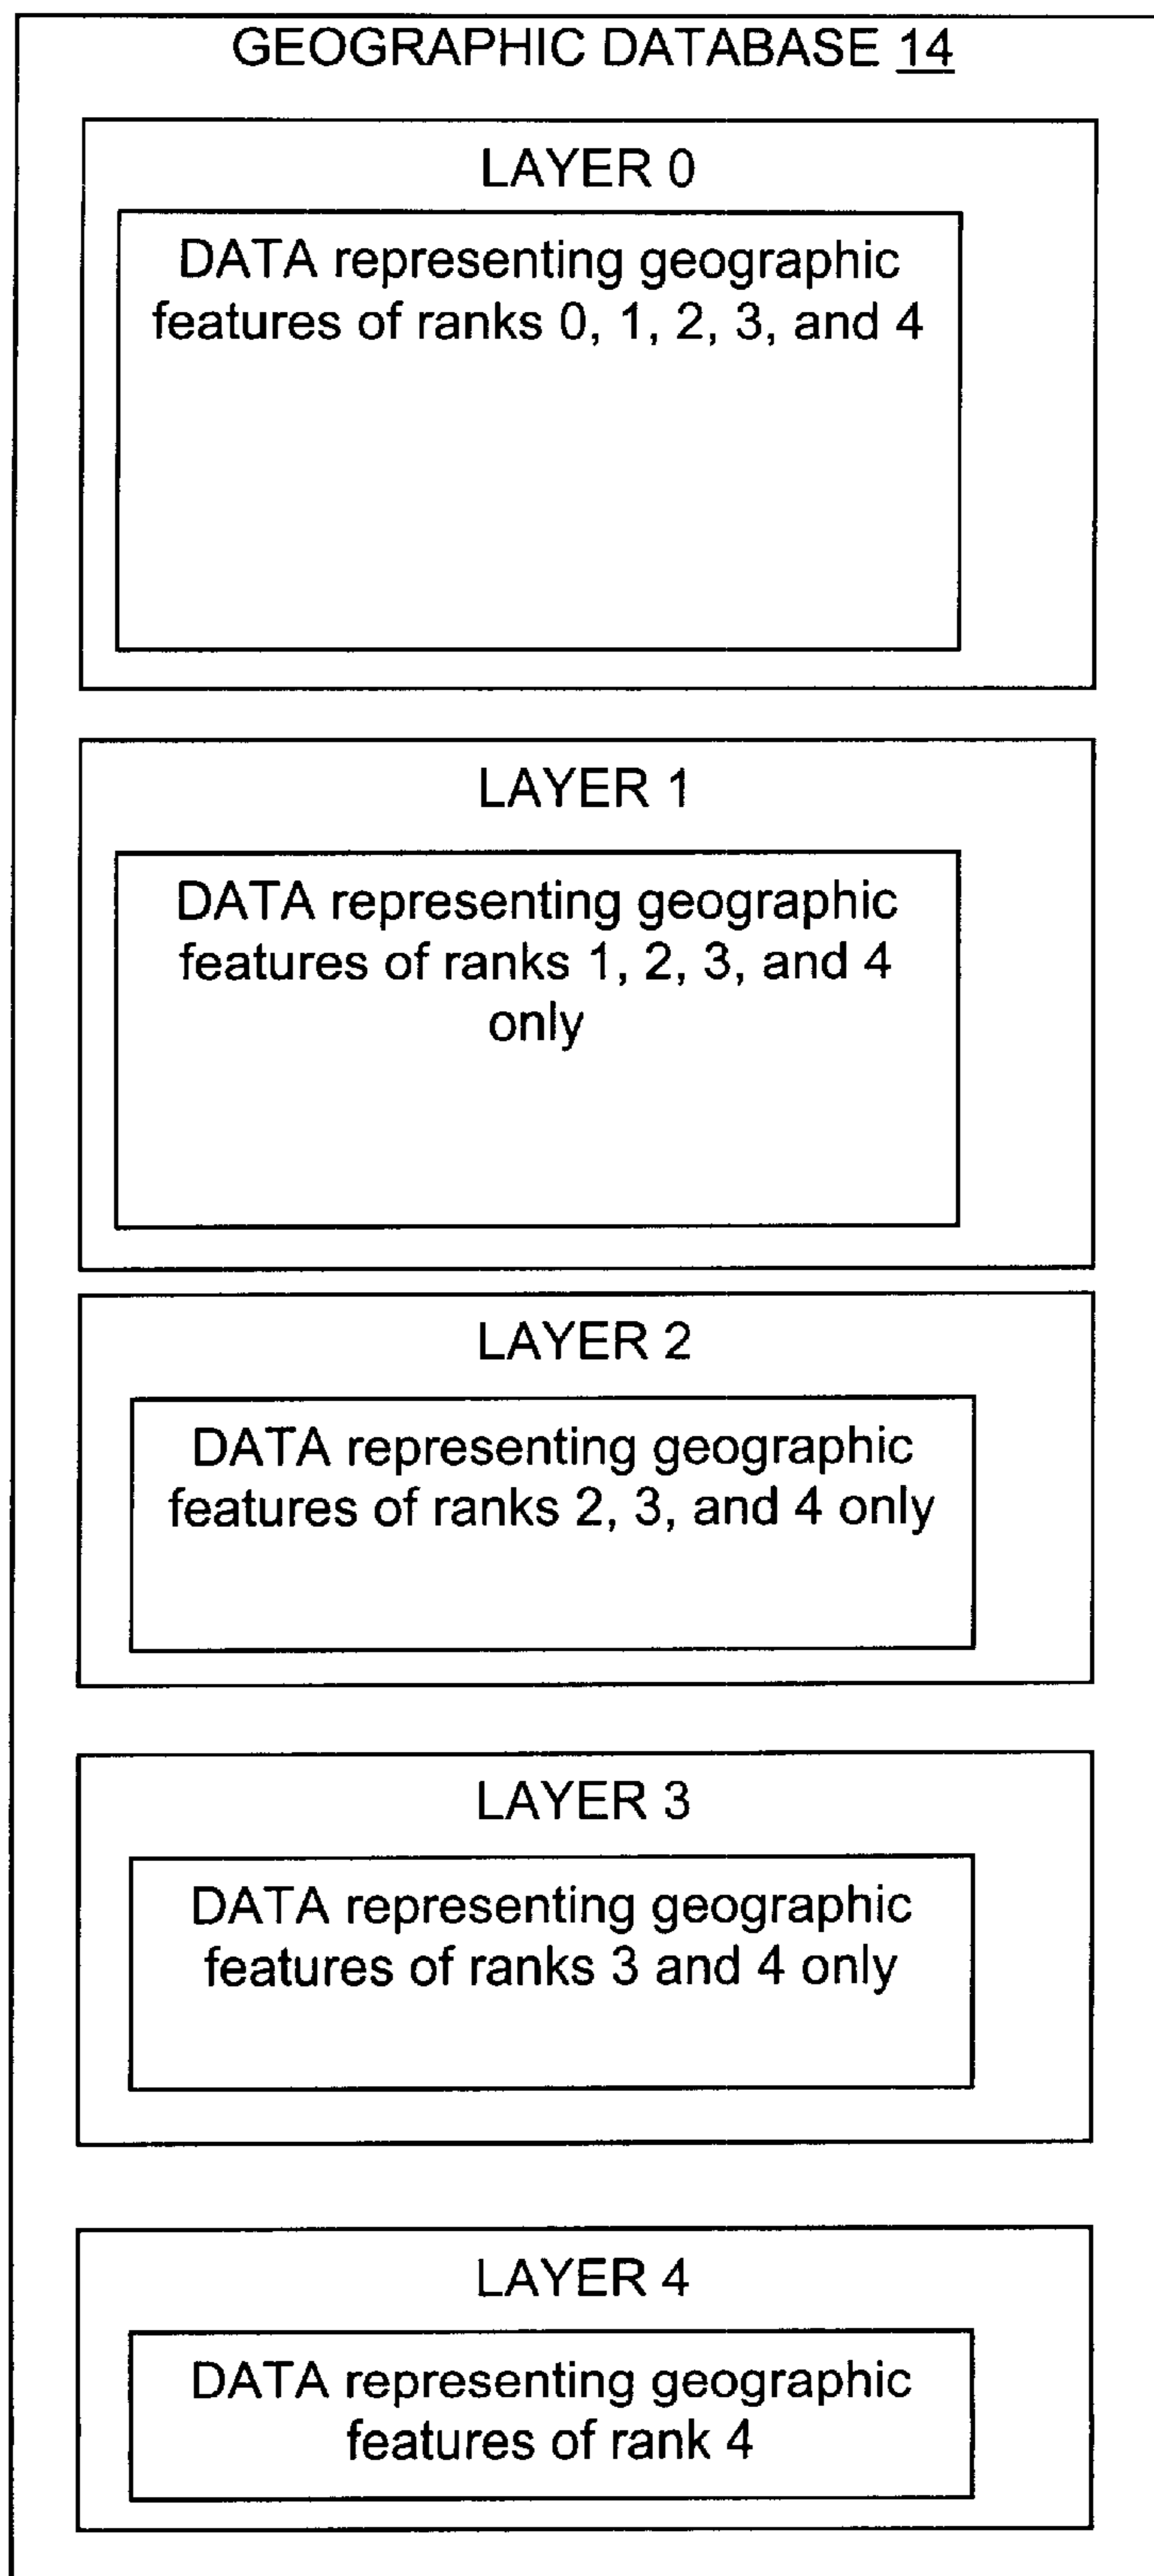 GEOGRAPHIC DATABASE 14
LAYER 0
DATA representing geographic
features of ranks 0, 1, 2, 3, and 4
LAYER 1
DATA representing geographic
features of ranks 1, 2, 3, and 4
only
LAYER 2
DATA representing geographic
features of ranks 2, 3, and 4 only
LAYER 3
DATA representing geographic
features of ranks 3 and 4 only
LAYER 4
DATA representing geographic
features of rank 4